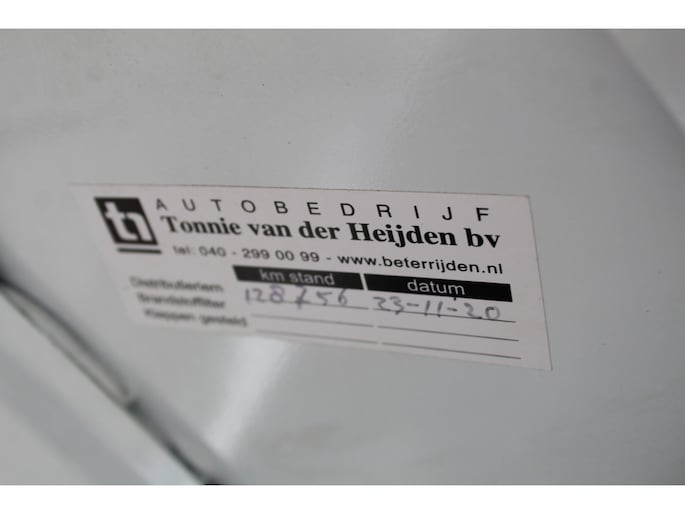 AUTOBEDRIJF
Tonnie van der Heijden bv
tel: 040 - 299 00 99 - www.beterrijden.nl
km stand datum
Distributieriem 128756 23-11-20
Brandstoffilter
Kleppen gesteld